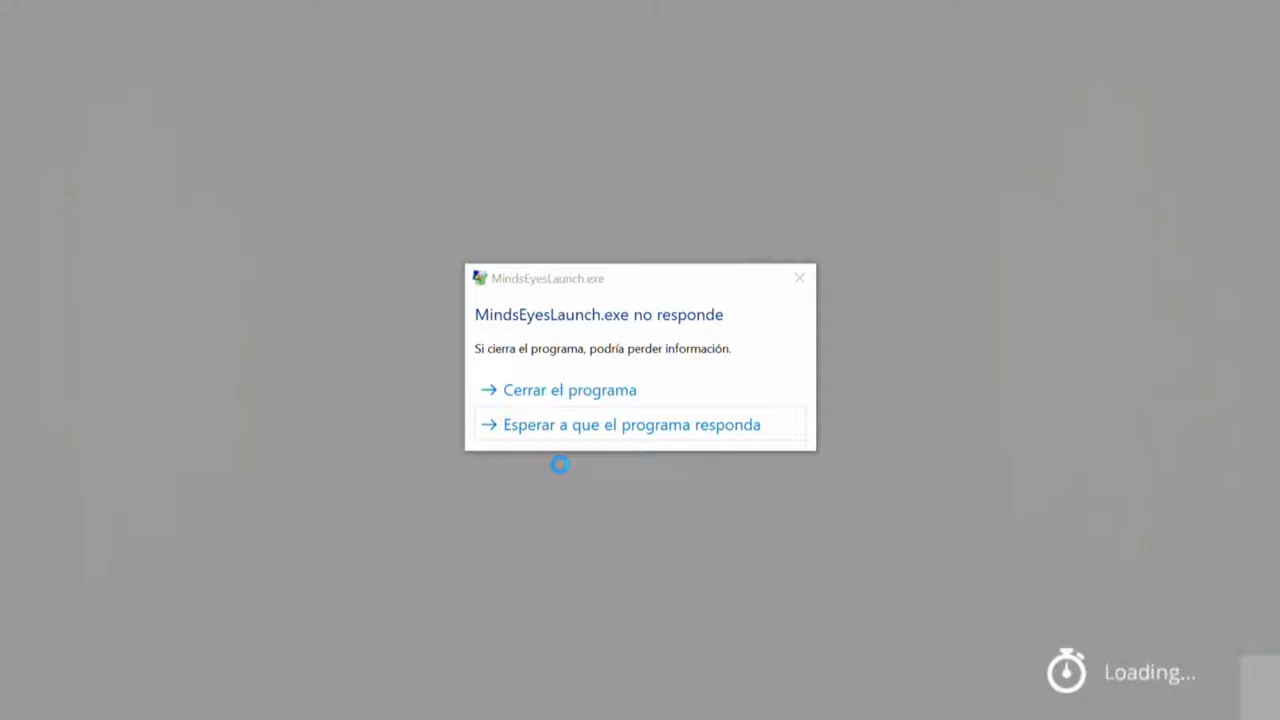 MindsEyesLaunch.exe
MindsEyesLaunch.exe no responde
Si cierra el programa, podría perder información.
Cerrar el programa
Esperar a que el programa responda
Loading...